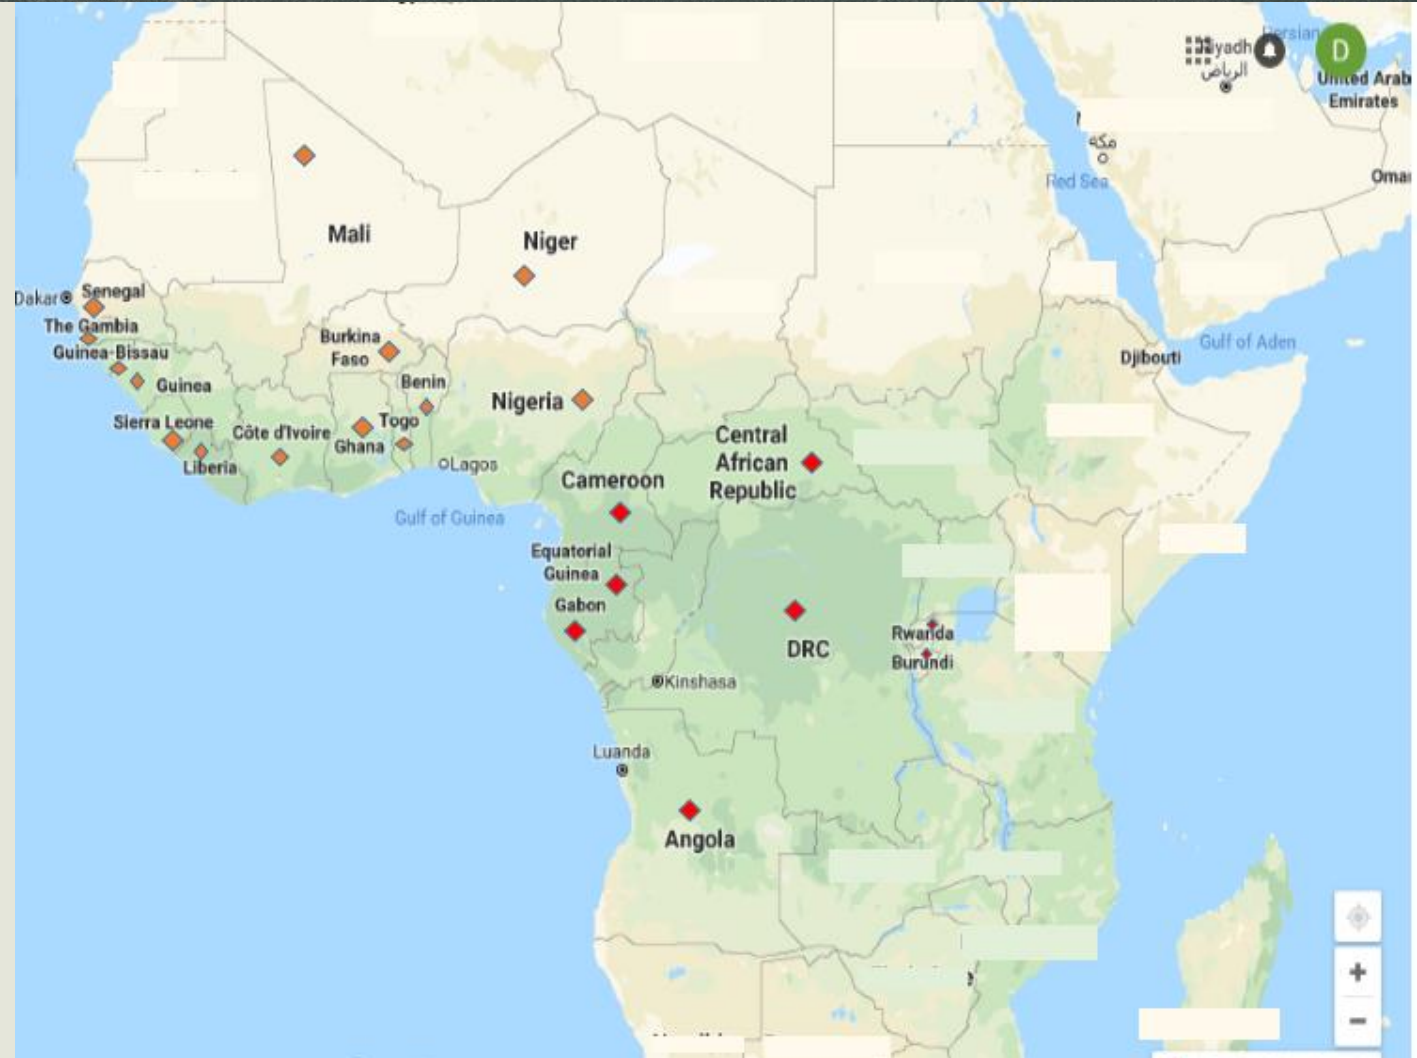 Persian
Riyadh
الرياض
D
United Arab
Emirates
مكة
Red Sea
Oma
Mali
Niger
Dakar
Senegal
The Gambia
Guinea-Bissau
Guinea
Burkina
Faso
Benin
Nigeria
Djibouti
Gulf of Aden
Sierra Leone
Liberia
Côte d'Ivoire
Ghana
Togo
Lagos
Central
African
Republic
Cameroon
Gulf of Guinea
Equatorial
Guinea
Gabon
DRC
Rwanda
Burundi
Kinshasa
Luanda
Angola
e
+
−